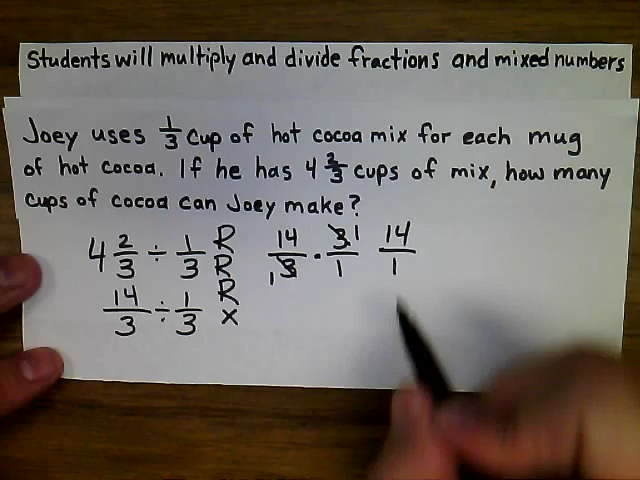 Students will multiply and divide fractions and mixed numbers
Joey uses 1/3 cup of hot cocoa mix for each mug
of hot cocoa. If he has 4 2/3 cups of mix, how many
cups of cocoa can Joey make?
4 2/3 ÷ 1/3 R R 14/3 1 · 3/1 1 14/1
14/3 ÷ 1/3 R x